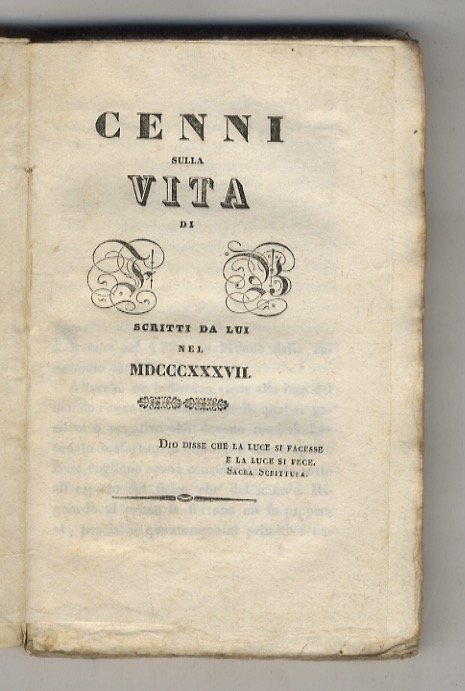 CENNI
SULLA
VITA
DI
F B
SCRITTI DA LUI
NEL
MDCCCXXXVII.
DIO DISSE CHE LA LUCE SI FACESSE
E LA LUCE SI FECE.
SACRA SCRITTURA.